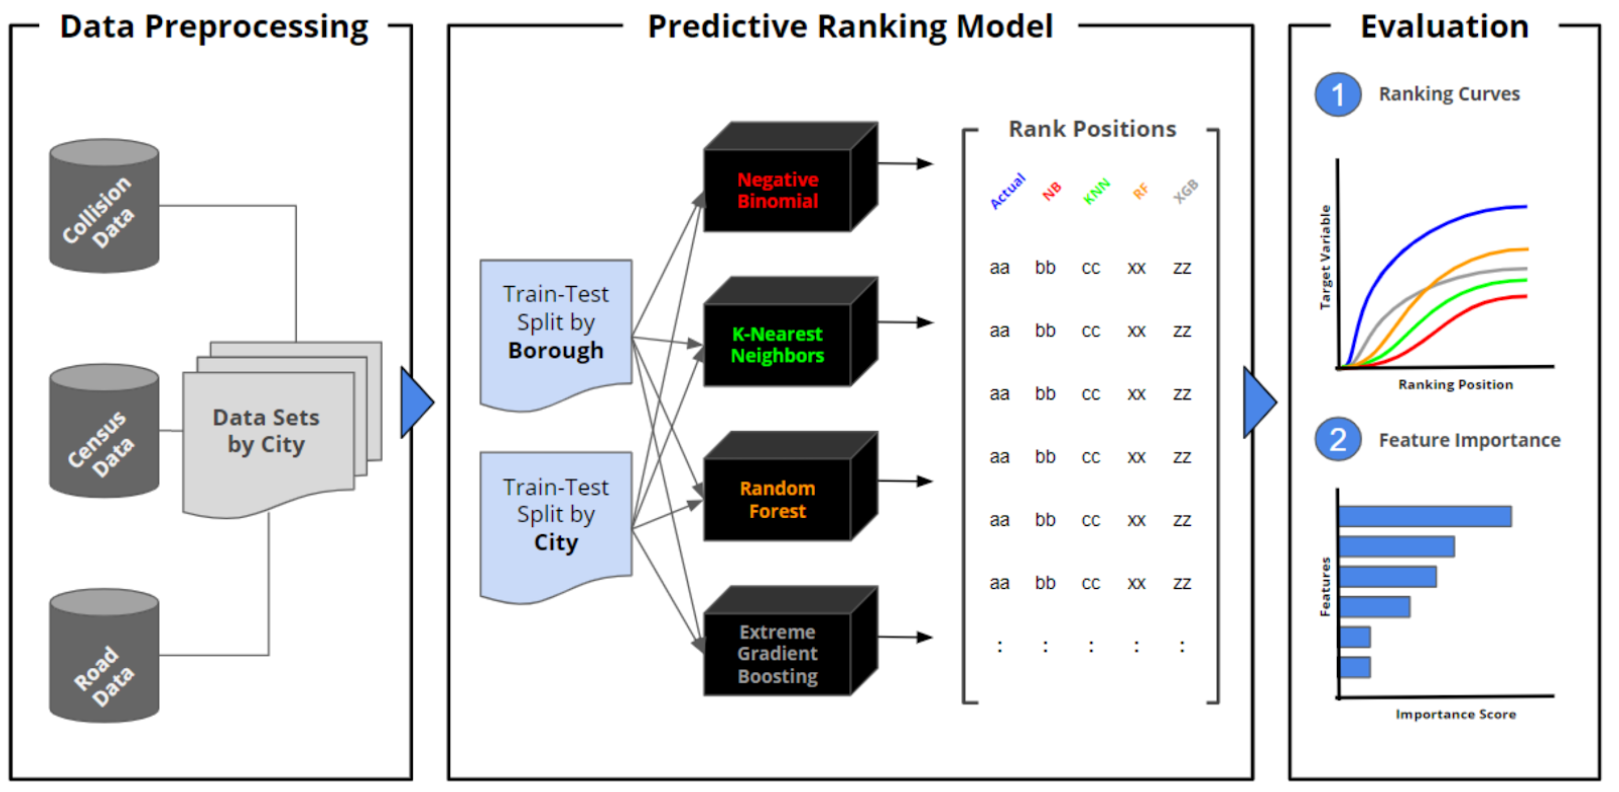 Data Preprocessing
Collision
Data
Census
Data
Road
Data
Data Sets
by City
Predictive Ranking Model
Train-Test
Split by
Borough
Train-Test
Split by
City
Negative
Binomial
K-Nearest
Neighbors
Random
Forest
Extreme
Gradient
Boosting
Rank Positions
Actual NB KNN RF XGB
aa bb cc xx zz
aa bb cc xx zz
aa bb cc xx zz
aa bb cc xx zz
aa bb cc xx zz
aa bb cc xx zz
: : : : :
Evaluation
1 Ranking Curves
Target Variable
Ranking Position
2 Feature Importance
Features
Importance Score